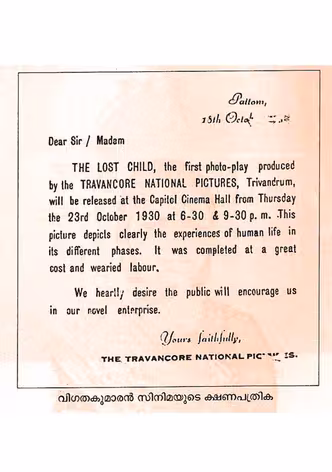 Pattom,
18th
Dear Sir / Madam
THE LOST CHILD, the first photo-play produced
by the TRAVANCORE NATIONAL PICTURES, Trivandrum,
will be released at the Capitol Cinema Hall from Thursday
the 23rd October 1930 at 6-30 & 9-30 p. m. This
picture depicts clearly the experiences of human life in
its different phases. It was completed at a great
cost and wearied labour.
We heartly desire the public will encourage us
in our novel enterprise.
Yours faithfully,
THE TRAVANCORE NATIONAL
വിഗതകുമാരൻ സിനിമയുടെ ക്ഷണപത്രിക